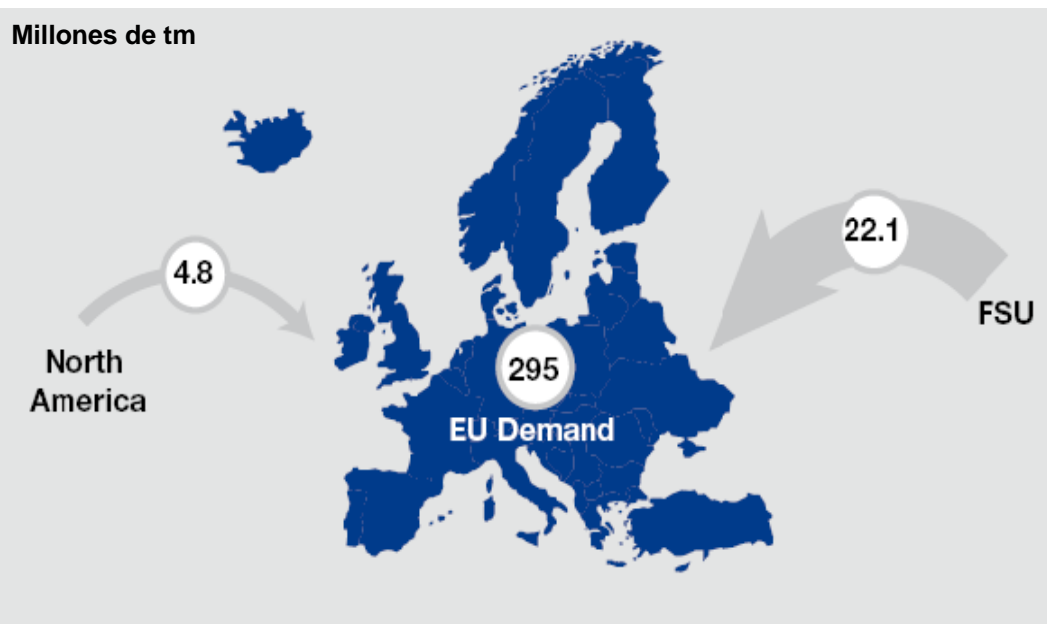 Millones de tm
4.8
North
America
22.1
FSU
295
EU Demand